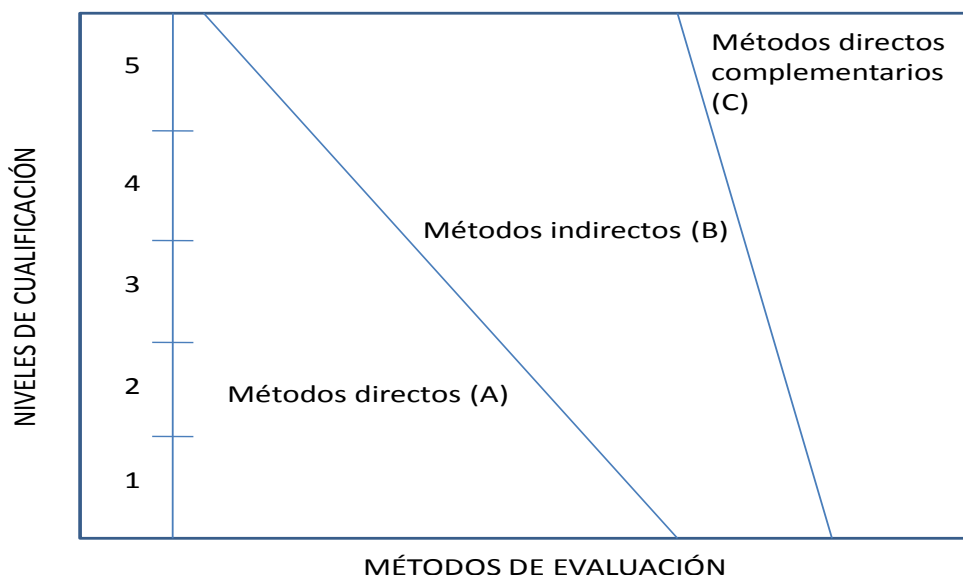 NIVELES DE CUALIFICACIÓN
5
4
3
2
1
Métodos directos
complementarios
(C)
Métodos indirectos (B)
Métodos directos (A)
MÉTODOS DE EVALUACIÓN